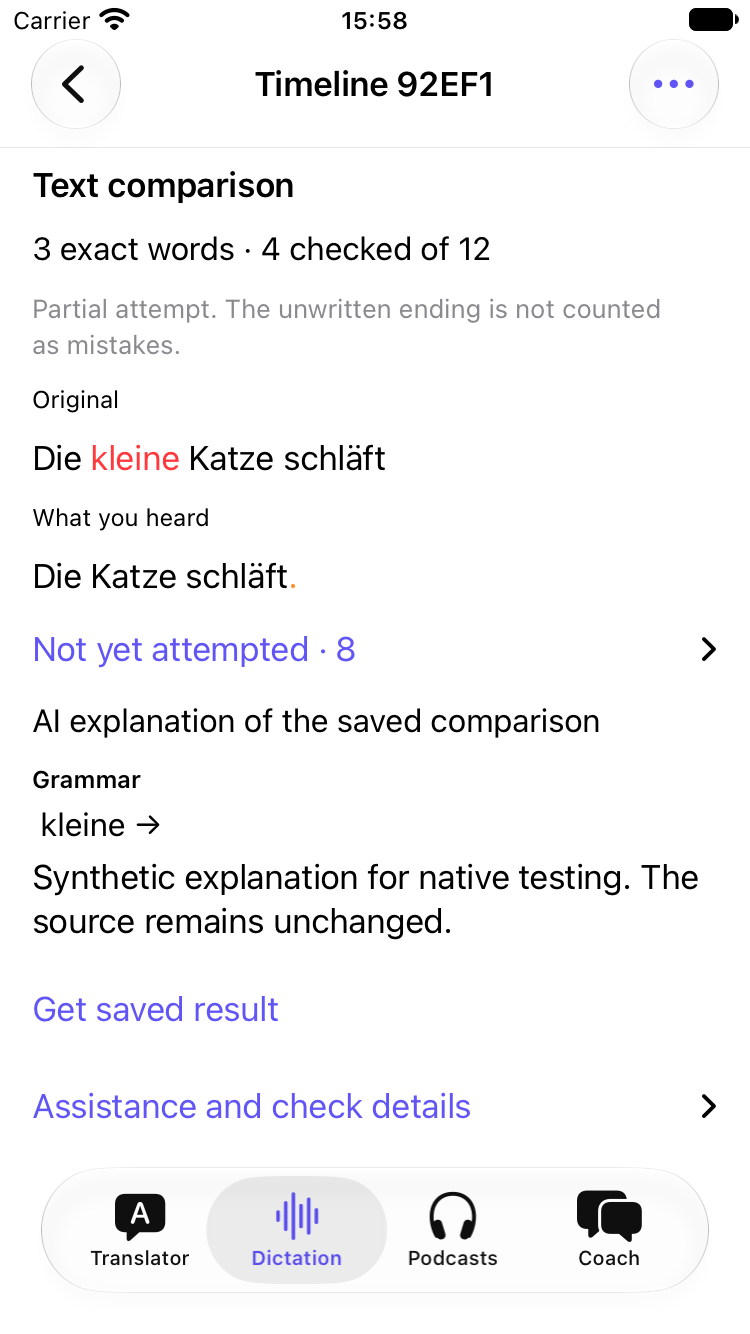 Carrier 15:58
Timeline 92EF1
Text comparison
3 exact words · 4 checked of 12
Partial attempt. The unwritten ending is not counted
as mistakes.
Original
Die kleine Katze schläft
What you heard
Die Katze schläft.
Not yet attempted · 8
AI explanation of the saved comparison
Grammar
kleine →
Synthetic explanation for native testing. The
source remains unchanged.
Get saved result
Assistance and check details
A
Translator Dictation Podcasts Coach